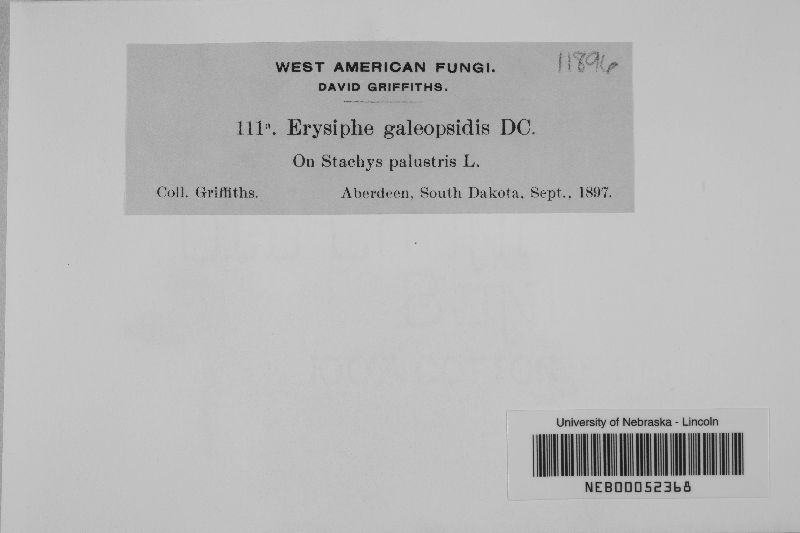 WEST AMERICAN FUNGI.
11896
DAVID GRIFFITHS.
111ª. Erysiphe galeopsidis DC.
On Stachys palustris L.
Coll. Griffiths. Aberdeen, South Dakota, Sept., 1897.
University of Nebraska - Lincoln
NEB00052368